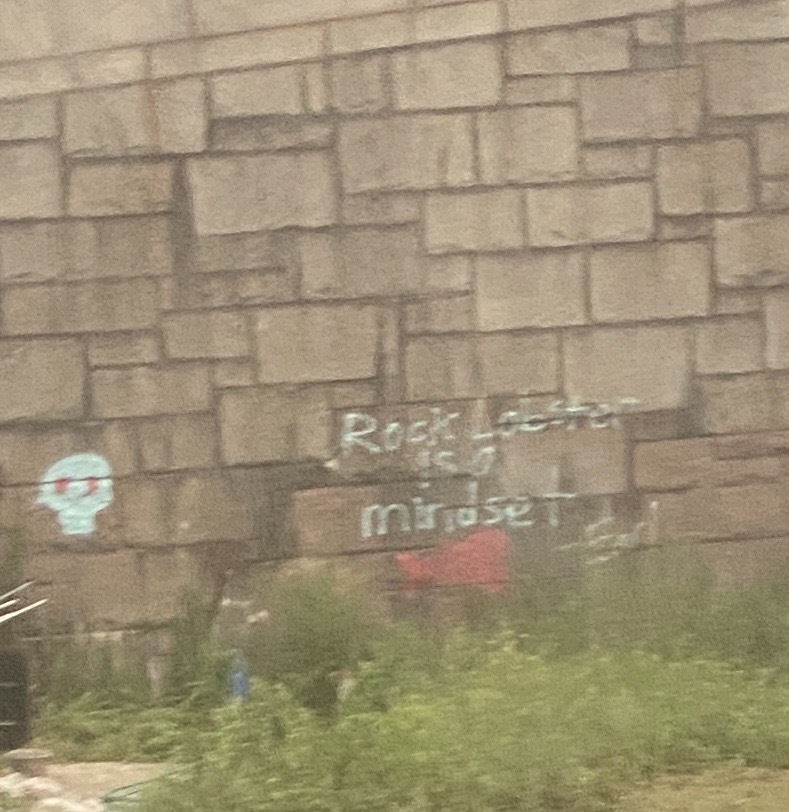 Rock Lobster
is a
mindset